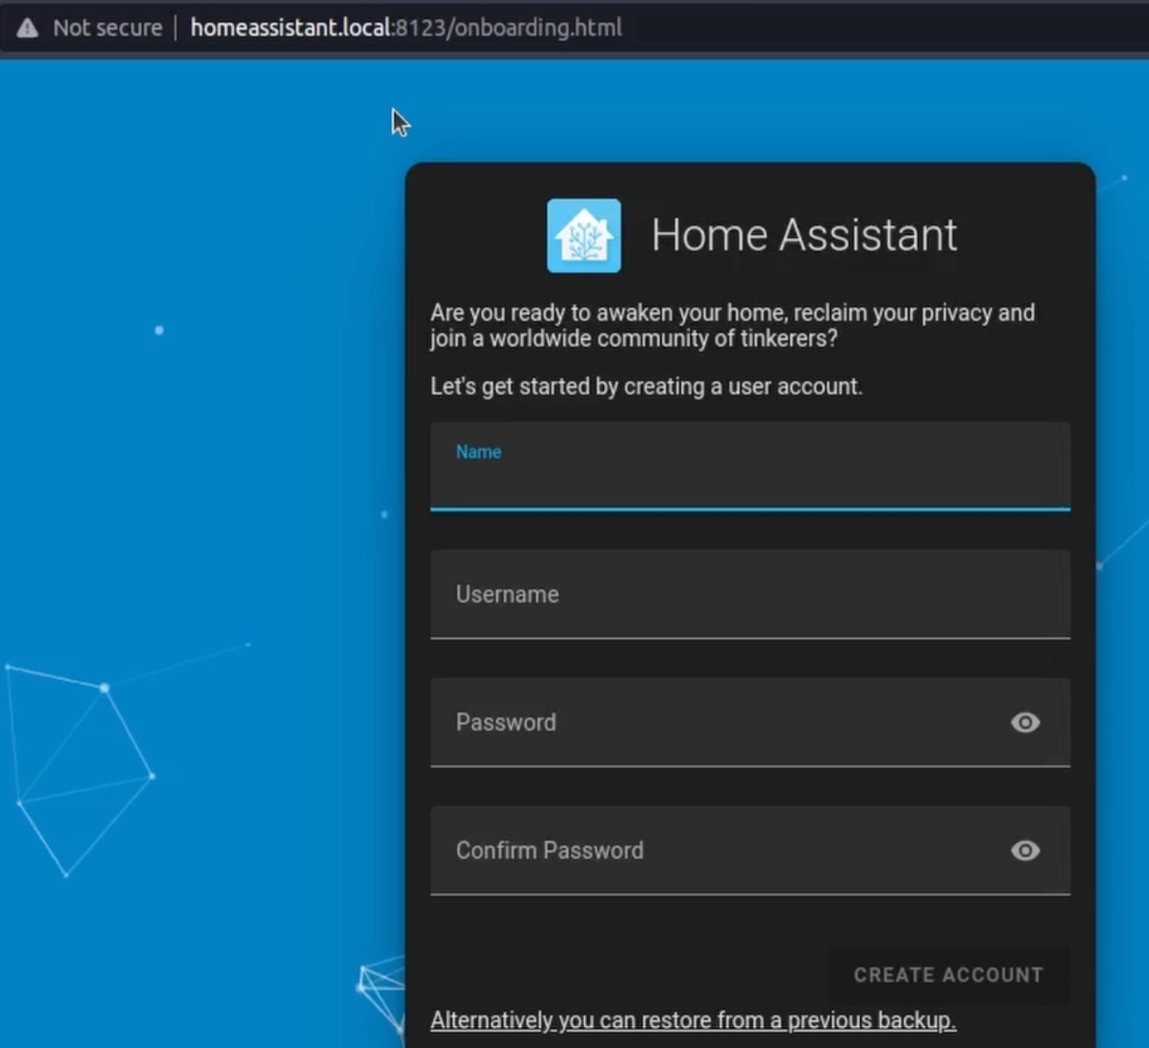 Not secure | homeassistant.local:8123/onboarding.html
Home Assistant
Are you ready to awaken your home, reclaim your privacy and
join a worldwide community of tinkerers?
Let's get started by creating a user account.
Name
Username
Password
Confirm Password
CREATE ACCOUNT
Alternatively you can restore from a previous backup.